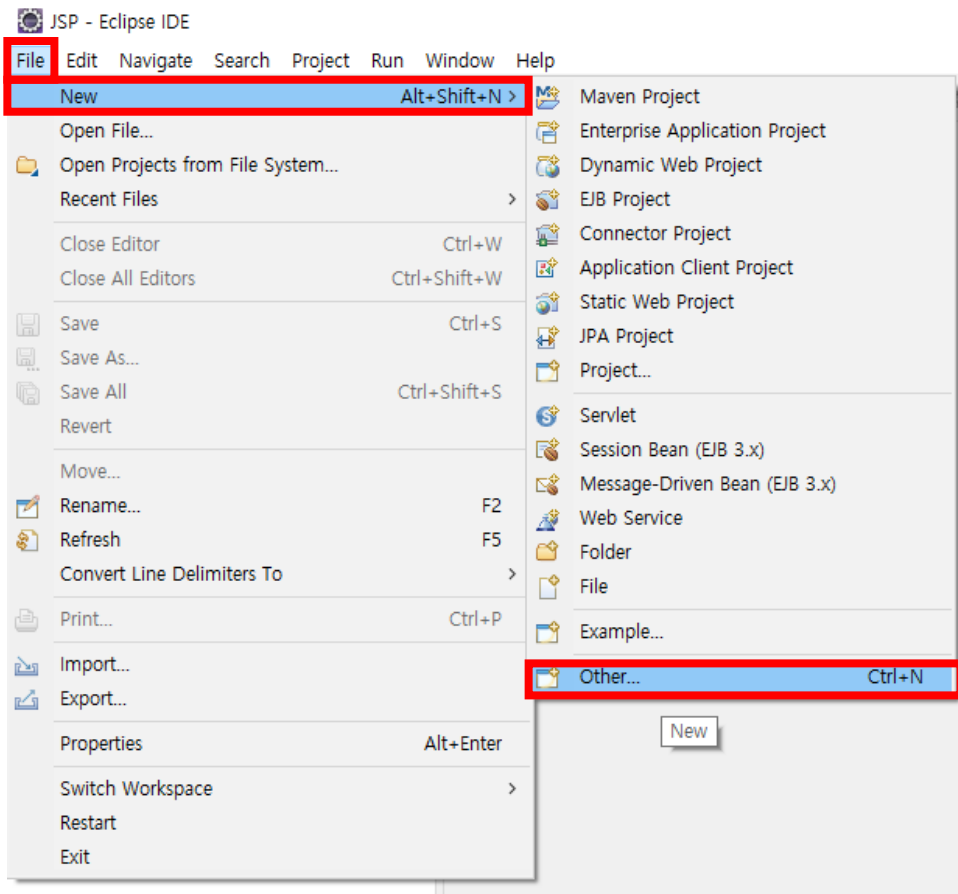 JSP - Eclipse IDE
File Edit Navigate Search Project Run Window Help
New Alt+Shift+N >
Open File...
Open Projects from File System...
Recent Files >
Close Editor Ctrl+W
Close All Editors Ctrl+Shift+W
Save Ctrl+S
Save As...
Save All Ctrl+Shift+S
Revert
Move...
Rename... F2
Refresh F5
Convert Line Delimiters To >
Print... Ctrl+P
Import...
Export...
Properties Alt+Enter
Switch Workspace >
Restart
Exit
Maven Project
Enterprise Application Project
Dynamic Web Project
EJB Project
Connector Project
Application Client Project
Static Web Project
JPA Project
Project...
Servlet
Session Bean (EJB 3.x)
Message-Driven Bean (EJB 3.x)
Web Service
Folder
File
Example...
Other... Ctrl+N
New